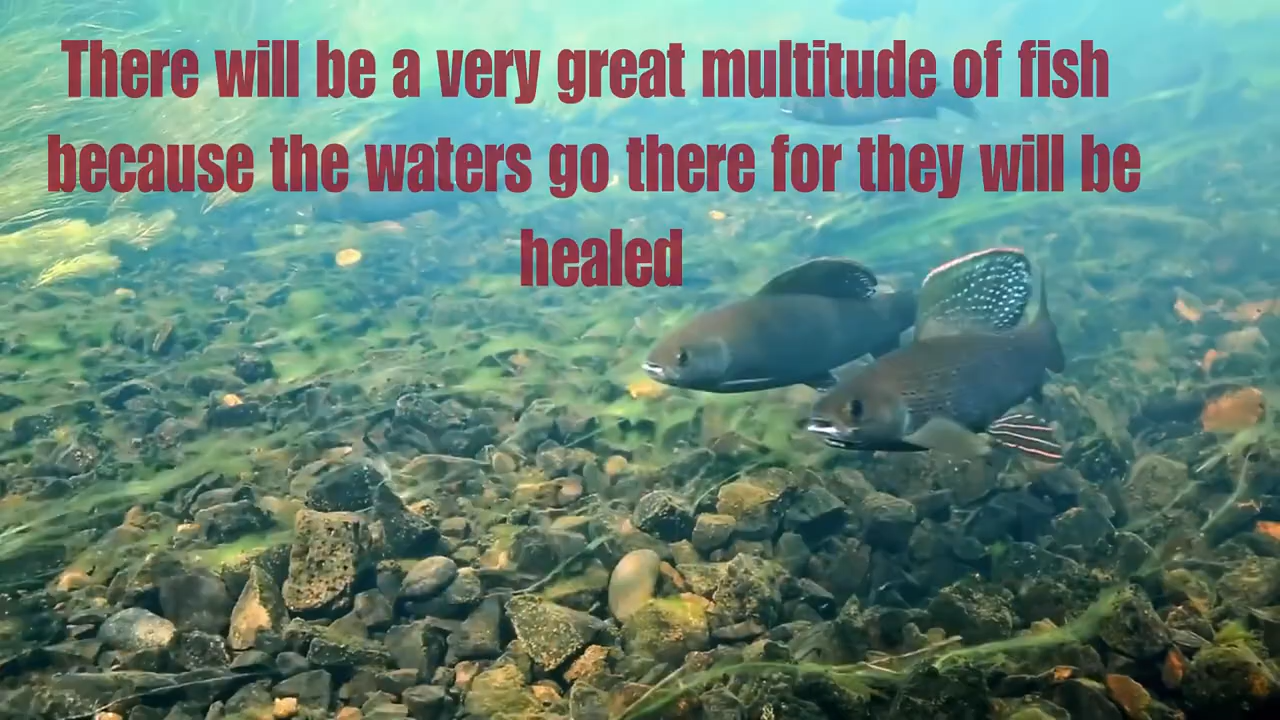 There will be a very great multitude of fish
because the waters go there for they will be
healed